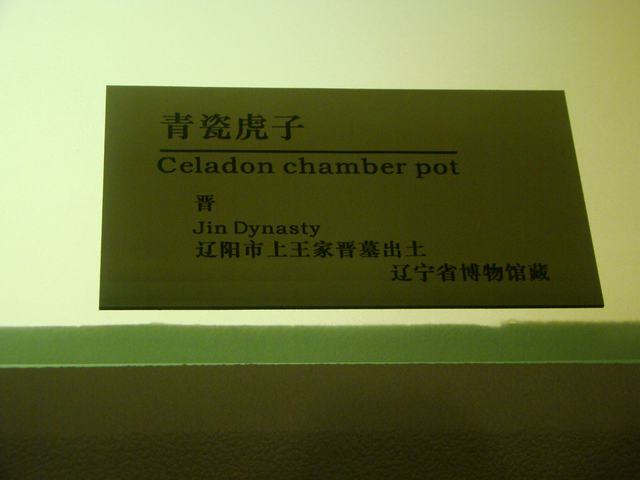 青瓷虎子
Celadon chamber pot
晋
Jin Dynasty
辽阳市上王家晋墓出土
辽宁省博物馆藏